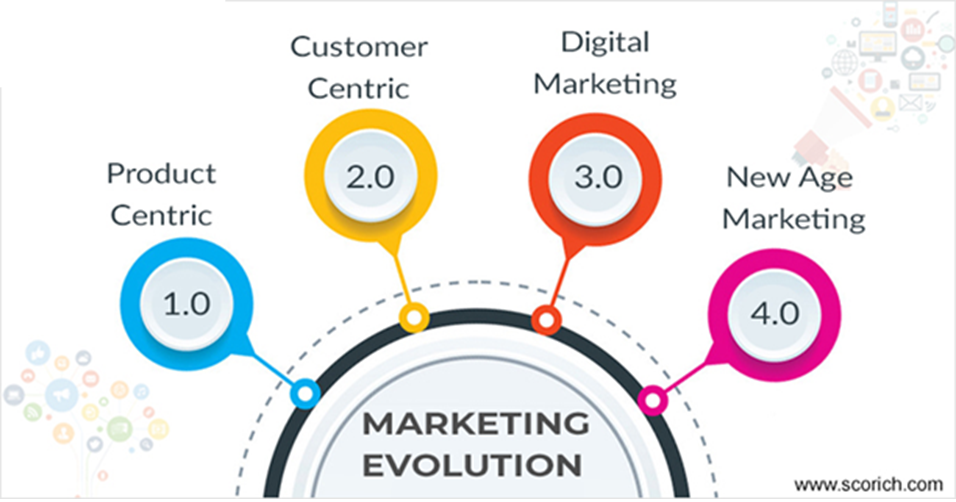 Product
Centric
1.0
Customer
Centric
2.0
Digital
Marketing
3.0
New Age
Marketing
4.0
MARKETING
EVOLUTION
www.scorich.com